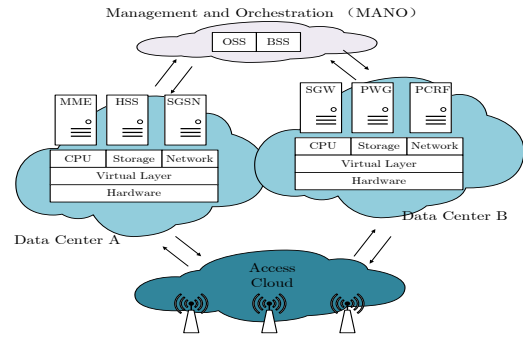 Management and Orchestration （MANO）
OSS BSS
MME HSS SGSN
CPU Storage Network
Virtual Layer
Hardware
Data Center A
SGW PWG PCRF
CPU Storage Network
Virtual Layer
Hardware
Data Center B
Access
Cloud